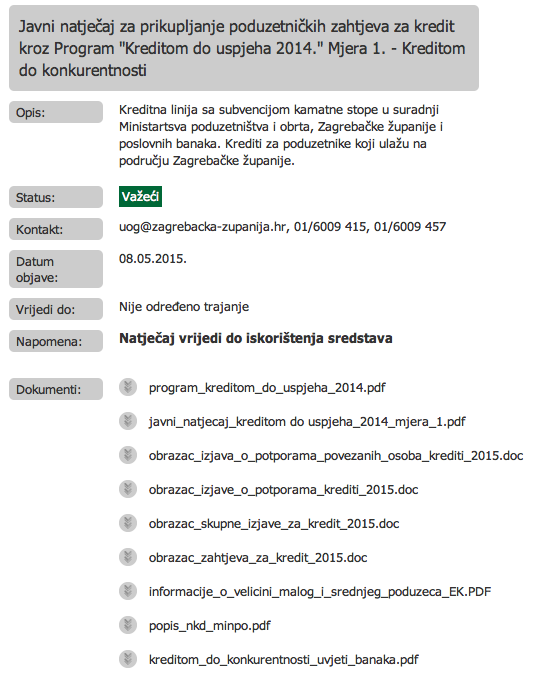 Javni natječaj za prikupljanje poduzetničkih zahtjeva za kredit
kroz Program "Kreditom do uspjeha 2014." Mjera 1. - Kreditom
do konkurentnosti
Opis:
Kreditna linija sa subvencijom kamatne stope u suradnji
Ministartsva poduzetništva i obrta, Zagrebačke županije i
poslovnih banaka. Krediti za poduzetnike koji ulažu na
području Zagrebačke županije.
Status:
Važeći
Kontakt:
uog@zagrebacka-zupanija.hr, 01/6009 415, 01/6009 457
Datum
objave:
08.05.2015.
Vrijedi do:
Nije određeno trajanje
Napomena:
Natječaj vrijedi do iskorištenja sredstava
Dokumenti:
program_kreditom_do_uspjeha_2014.pdf
javni_natjecaj_kreditom do uspjeha_2014_mjera_1.pdf
obrazac_izjava_o_potporama_povezanih_osoba_krediti_2015.doc
obrazac_izjave_o_potporama_krediti_2015.doc
obrazac_skupne_izjave_za_kredit_2015.doc
obrazac_zahtjeva_za_kredit_2015.doc
informacije_o_velicini_malog_i_srednjeg_poduzeca_EK.PDF
popis_nkd_minpo.pdf
kreditom_do_konkurentnosti_uvjeti_banaka.pdf